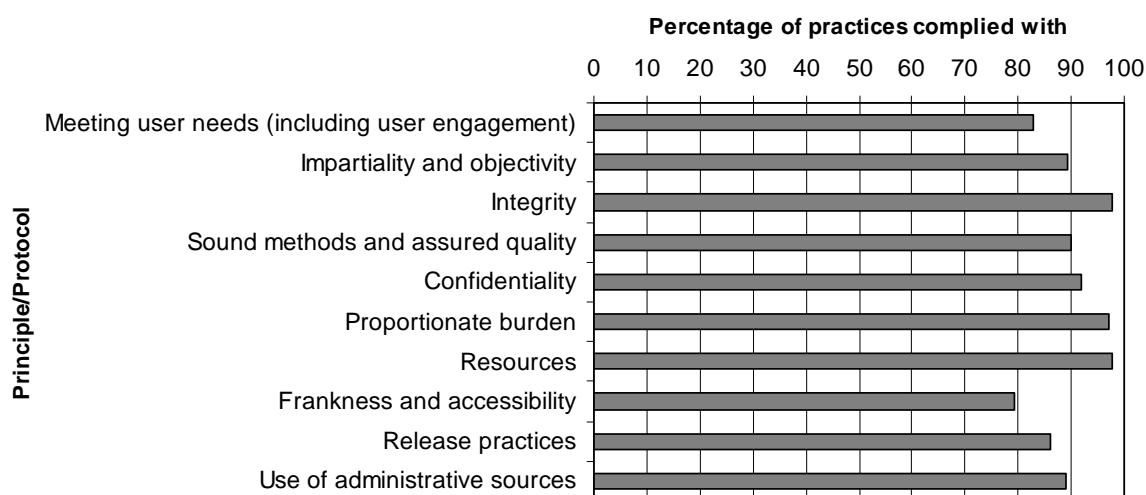 Percentage of practices complied with
0 10 20 30 40 50 60 70 80 90 100
Principle/Protocol
Meeting user needs (including user engagement)
Impartiality and objectivity
Integrity
Sound methods and assured quality
Confidentiality
Proportionate burden
Resources
Frankness and accessibility
Release practices
Use of administrative sources